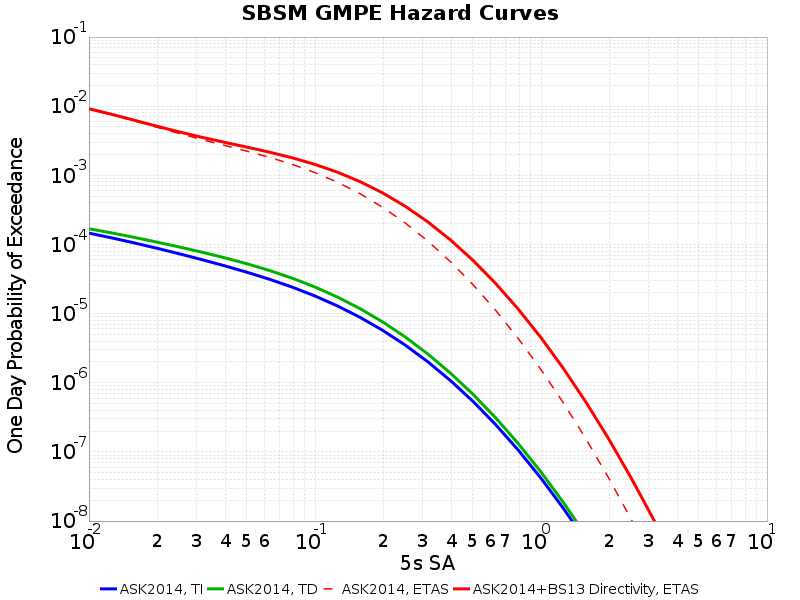 SBSM GMPE Hazard Curves
One Day Probability of Exceedance
10-1
10-2
10-3
10-4
10-5
10-6
10-7
10-8
10-2 2 3 4 5 6 10-1 2 3 4 5 6 7 100 2 3 4 5 6 7 101
5s SA
ASK2014, TI ASK2014, TD ASK2014, ETAS ASK2014+BS13 Directivity, ETAS